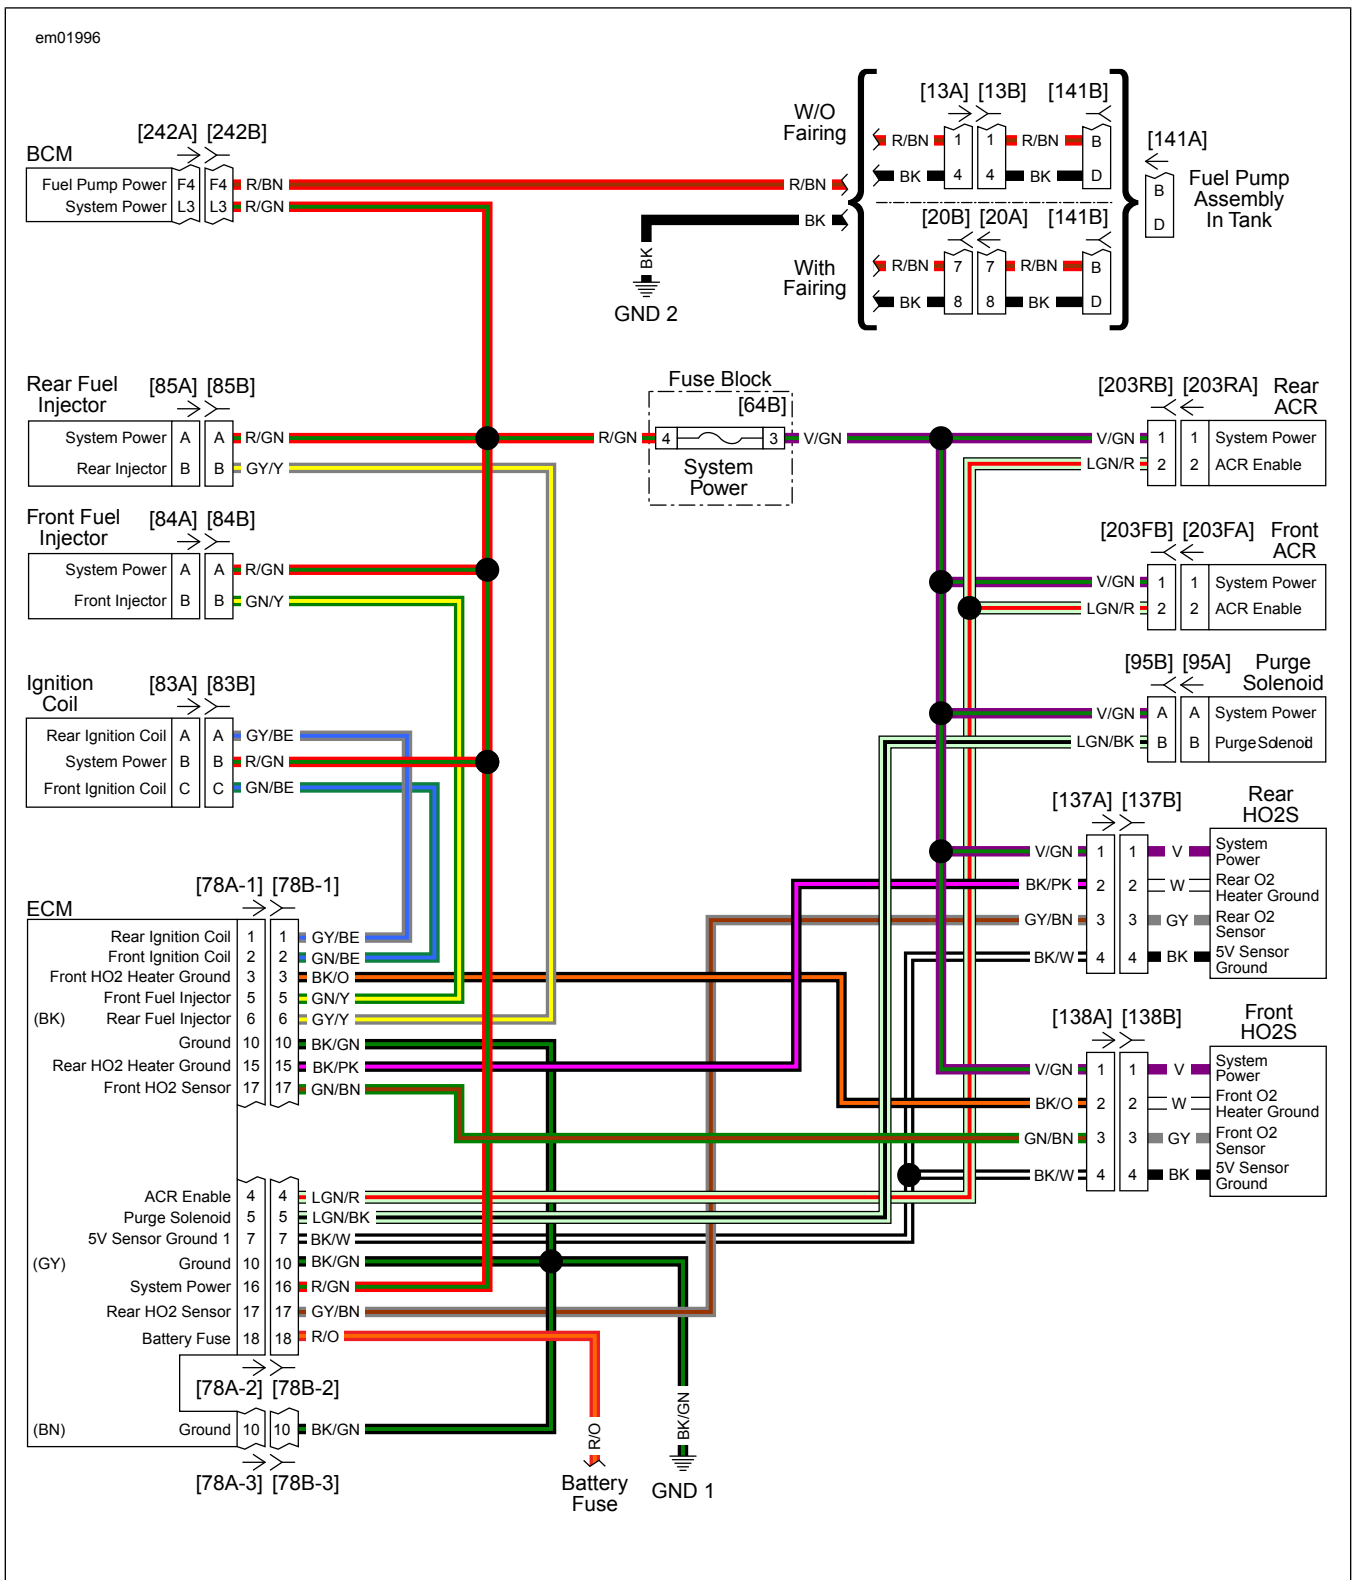 em01996
BCM
[242A] [242B]
Fuel Pump Power F4 F4 R/BN
System Power L3 L3 R/GN
R/BN
BK
BK
GND 2
W/O
Fairing
[13A] [13B] [141B]
R/BN 1 1 R/BN B
BK 4 4 BK D
With
Fairing
[20B] [20A] [141B]
R/BN 7 7 R/BN B
BK 8 8 BK D
[141A]
B
D
Fuel Pump
Assembly
In Tank
Rear Fuel
Injector
[85A] [85B]
System Power A A R/GN
Rear Injector B B GY/Y
Fuse Block
[64B]
R/GN 4 3 V/GN
System
Power
[203RB] [203RA]
Rear
ACR
V/GN 1 1 System Power
LGN/R 2 2 ACR Enable
Front Fuel
Injector
[84A] [84B]
System Power A A R/GN
Front Injector B B GN/Y
[203FB] [203FA]
Front
ACR
V/GN 1 1 System Power
LGN/R 2 2 ACR Enable
Ignition
Coil
[83A] [83B]
Rear Ignition Coil A A GY/BE
System Power B B R/GN
Front Ignition Coil C C GN/BE
[95B] [95A]
Purge
Solenoid
V/GN A A System Power
LGN/BK B B Purge Solenoid
[137A] [137B]
Rear
HO2S
V/GN 1 1 V System
Power
BK/PK 2 2 W Rear O2
Heater Ground
GY/BN 3 3 GY Rear O2
Sensor
BK/W 4 4 BK 5V Sensor
Ground
[138A] [138B]
Front
HO2S
V/GN 1 1 V System
Power
BK/O 2 2 W Front O2
Heater Ground
GN/BN 3 3 GY Front O2
Sensor
BK/W 4 4 BK 5V Sensor
Ground
ECM
[78A-1] [78B-1]
(BK)
Rear Ignition Coil 1 1 GY/BE
Front Ignition Coil 2 2 GN/BE
Front HO2 Heater Ground 3 3 BK/O
Front Fuel Injector 5 5 GN/Y
Rear Fuel Injector 6 6 GY/Y
Ground 10 10 BK/GN
Rear HO2 Heater Ground 15 15 BK/PK
Front HO2 Sensor 17 17 GN/BN
(GY)
ACR Enable 4 4 LGN/R
Purge Solenoid 5 5 LGN/BK
5V Sensor Ground 1 7 7 BK/W
Ground 10 10 BK/GN
System Power 16 16 R/GN
Rear HO2 Sensor 17 17 GY/BN
Battery Fuse 18 18 R/O
[78A-2] [78B-2]
(BN)
Ground 10 10 BK/GN
[78A-3] [78B-3]
R/O
Battery
Fuse
BK/GN
GND 1